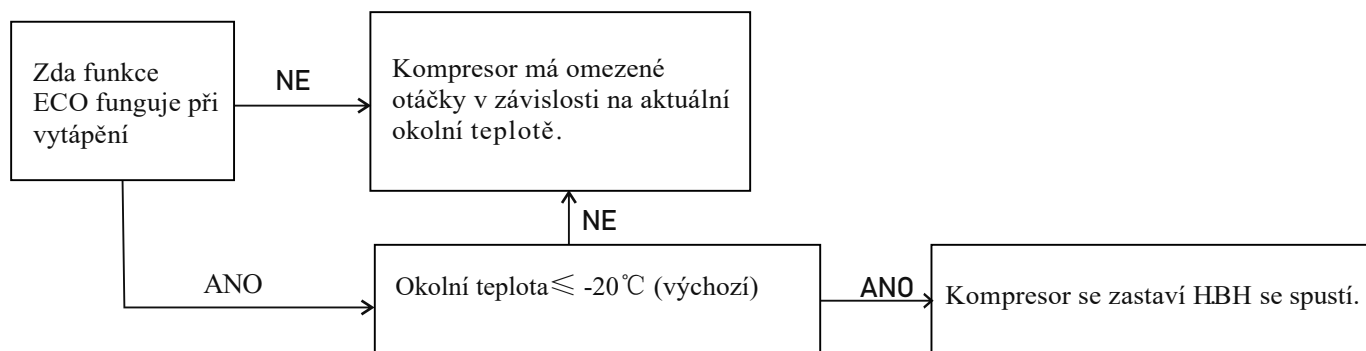 Zda funkce
ECO funguje při
vytápění
NE
Kompresor má omezené
otáčky v závislosti na aktuální
okolní teplotě.
NE
ANO
Okolní teplota≤ -20℃ (výchozí)
ANO
Kompresor se zastaví HBH se spustí.